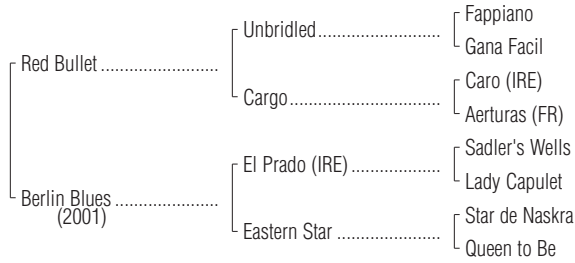 Fappiano
Unbridled
Gana Facil
Red Bullet
Caro (IRE)
Cargo
Aerturas (FR)
Sadler's Wells
El Prado (IRE)
Lady Capulet
Berlin Blues
(2001)
Star de Naskra
Eastern Star
Queen to Be